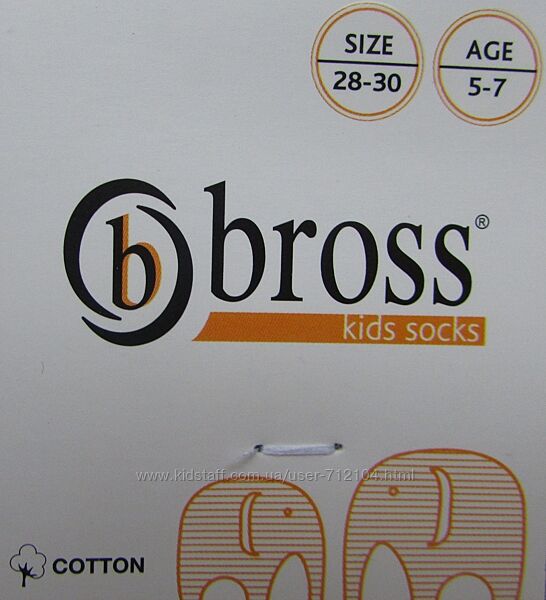 SIZE
28-30
AGE
5-7
b
bross®
kids socks
www.kidstaff.com.ua/user-712104.html
COTTON